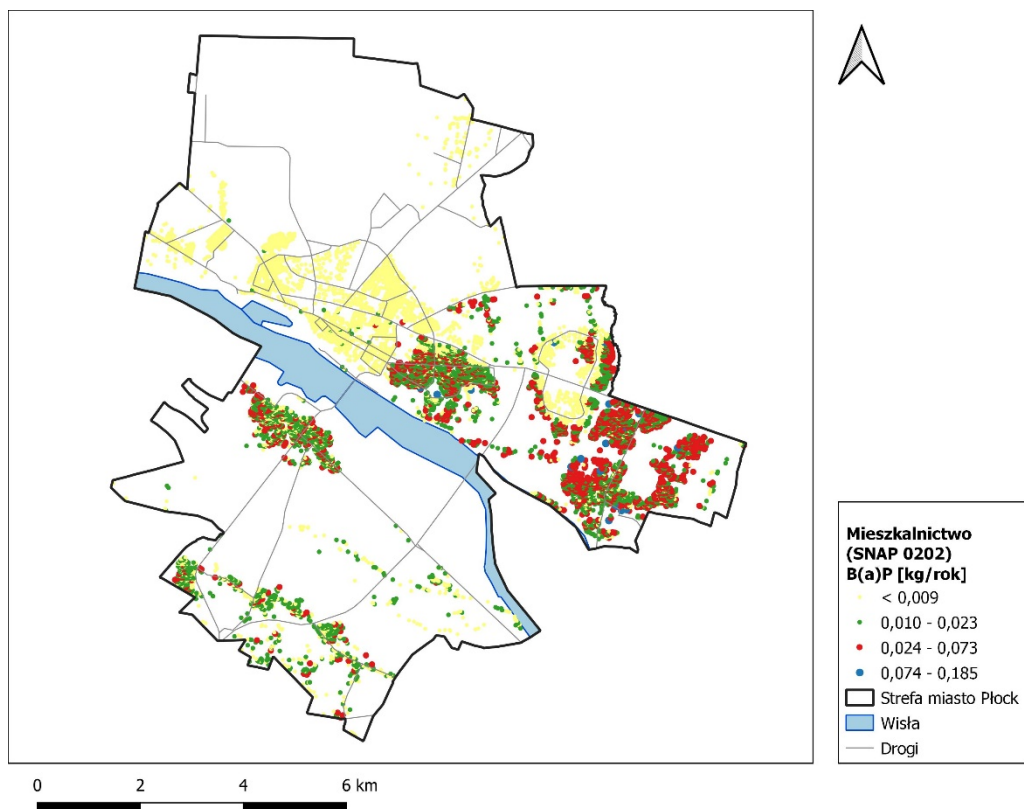 Mieszkalnictwo
(SNAP 0202)
B(a)P [kg/rok]
< 0,009
0,010 - 0,023
0,024 - 0,073
0,074 - 0,185
Strefa miasto Płock
Wisła
Drogi
0 2 4 6 km